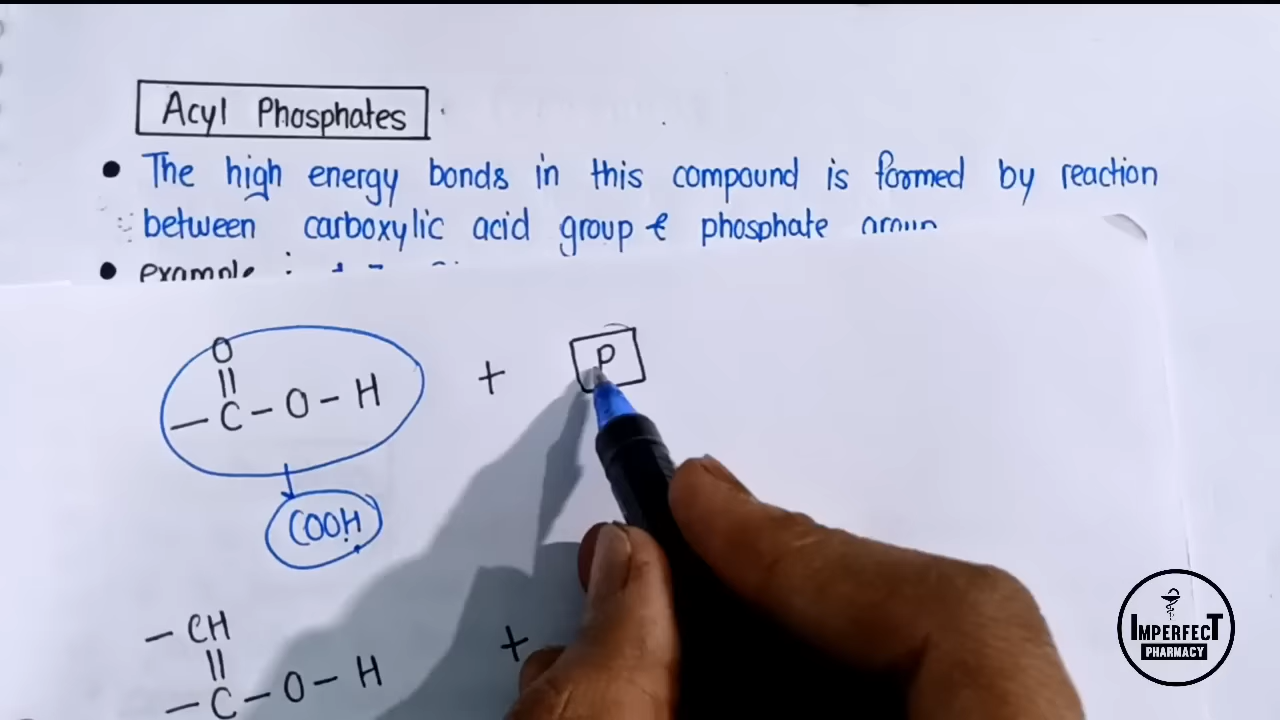 Acyl Phosphates
• The high energy bonds in this compound is formed by reaction
between carboxylic acid group & phosphate
•
O
||
— C — O — H + P
COOH
— CH
||
— C — O — H +
IMPERFECT
PHARMACY